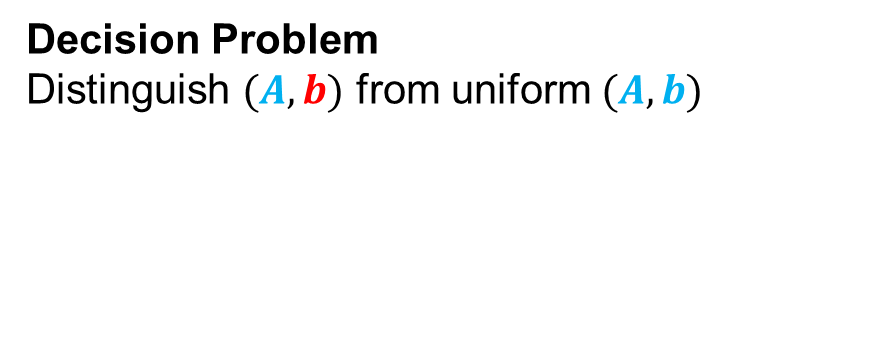 Decision Problem
Distinguish (A, b) from uniform (A, b)